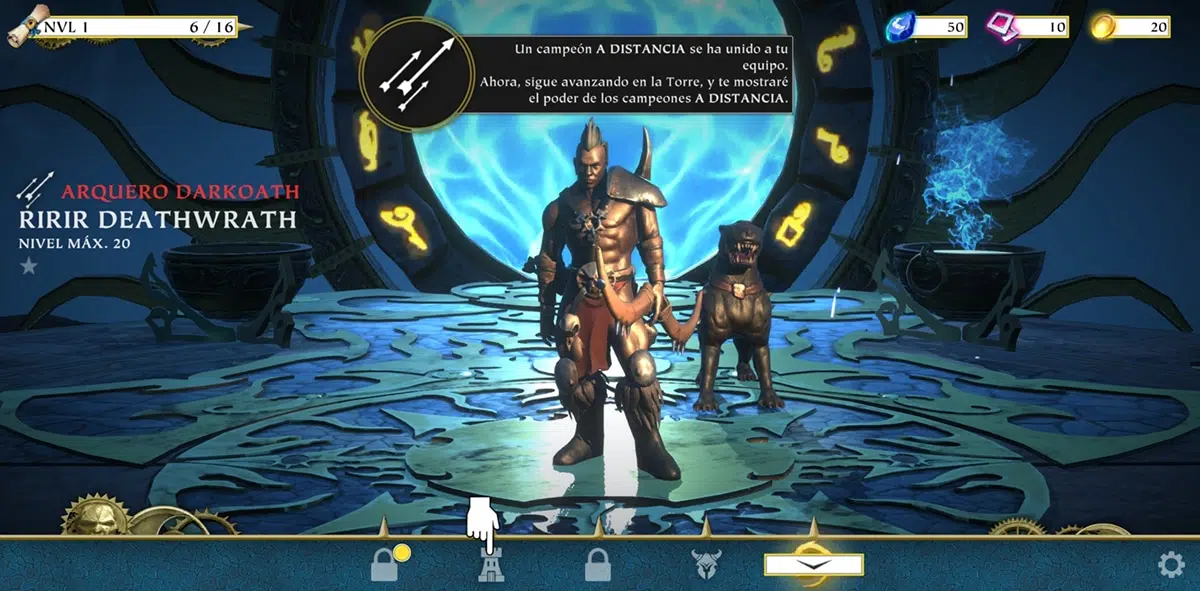 NVL 1
6 / 16
50
10
20
Un campeón A DISTANCIA se ha unido a tu
equipo.
Ahora, sigue avanzando en la Torre, y te mostraré
el poder de los campeones A DISTANCIA.
ARQUERO DARKOATH
RIRIR DEATHWRATH
NIVEL MÁX. 20